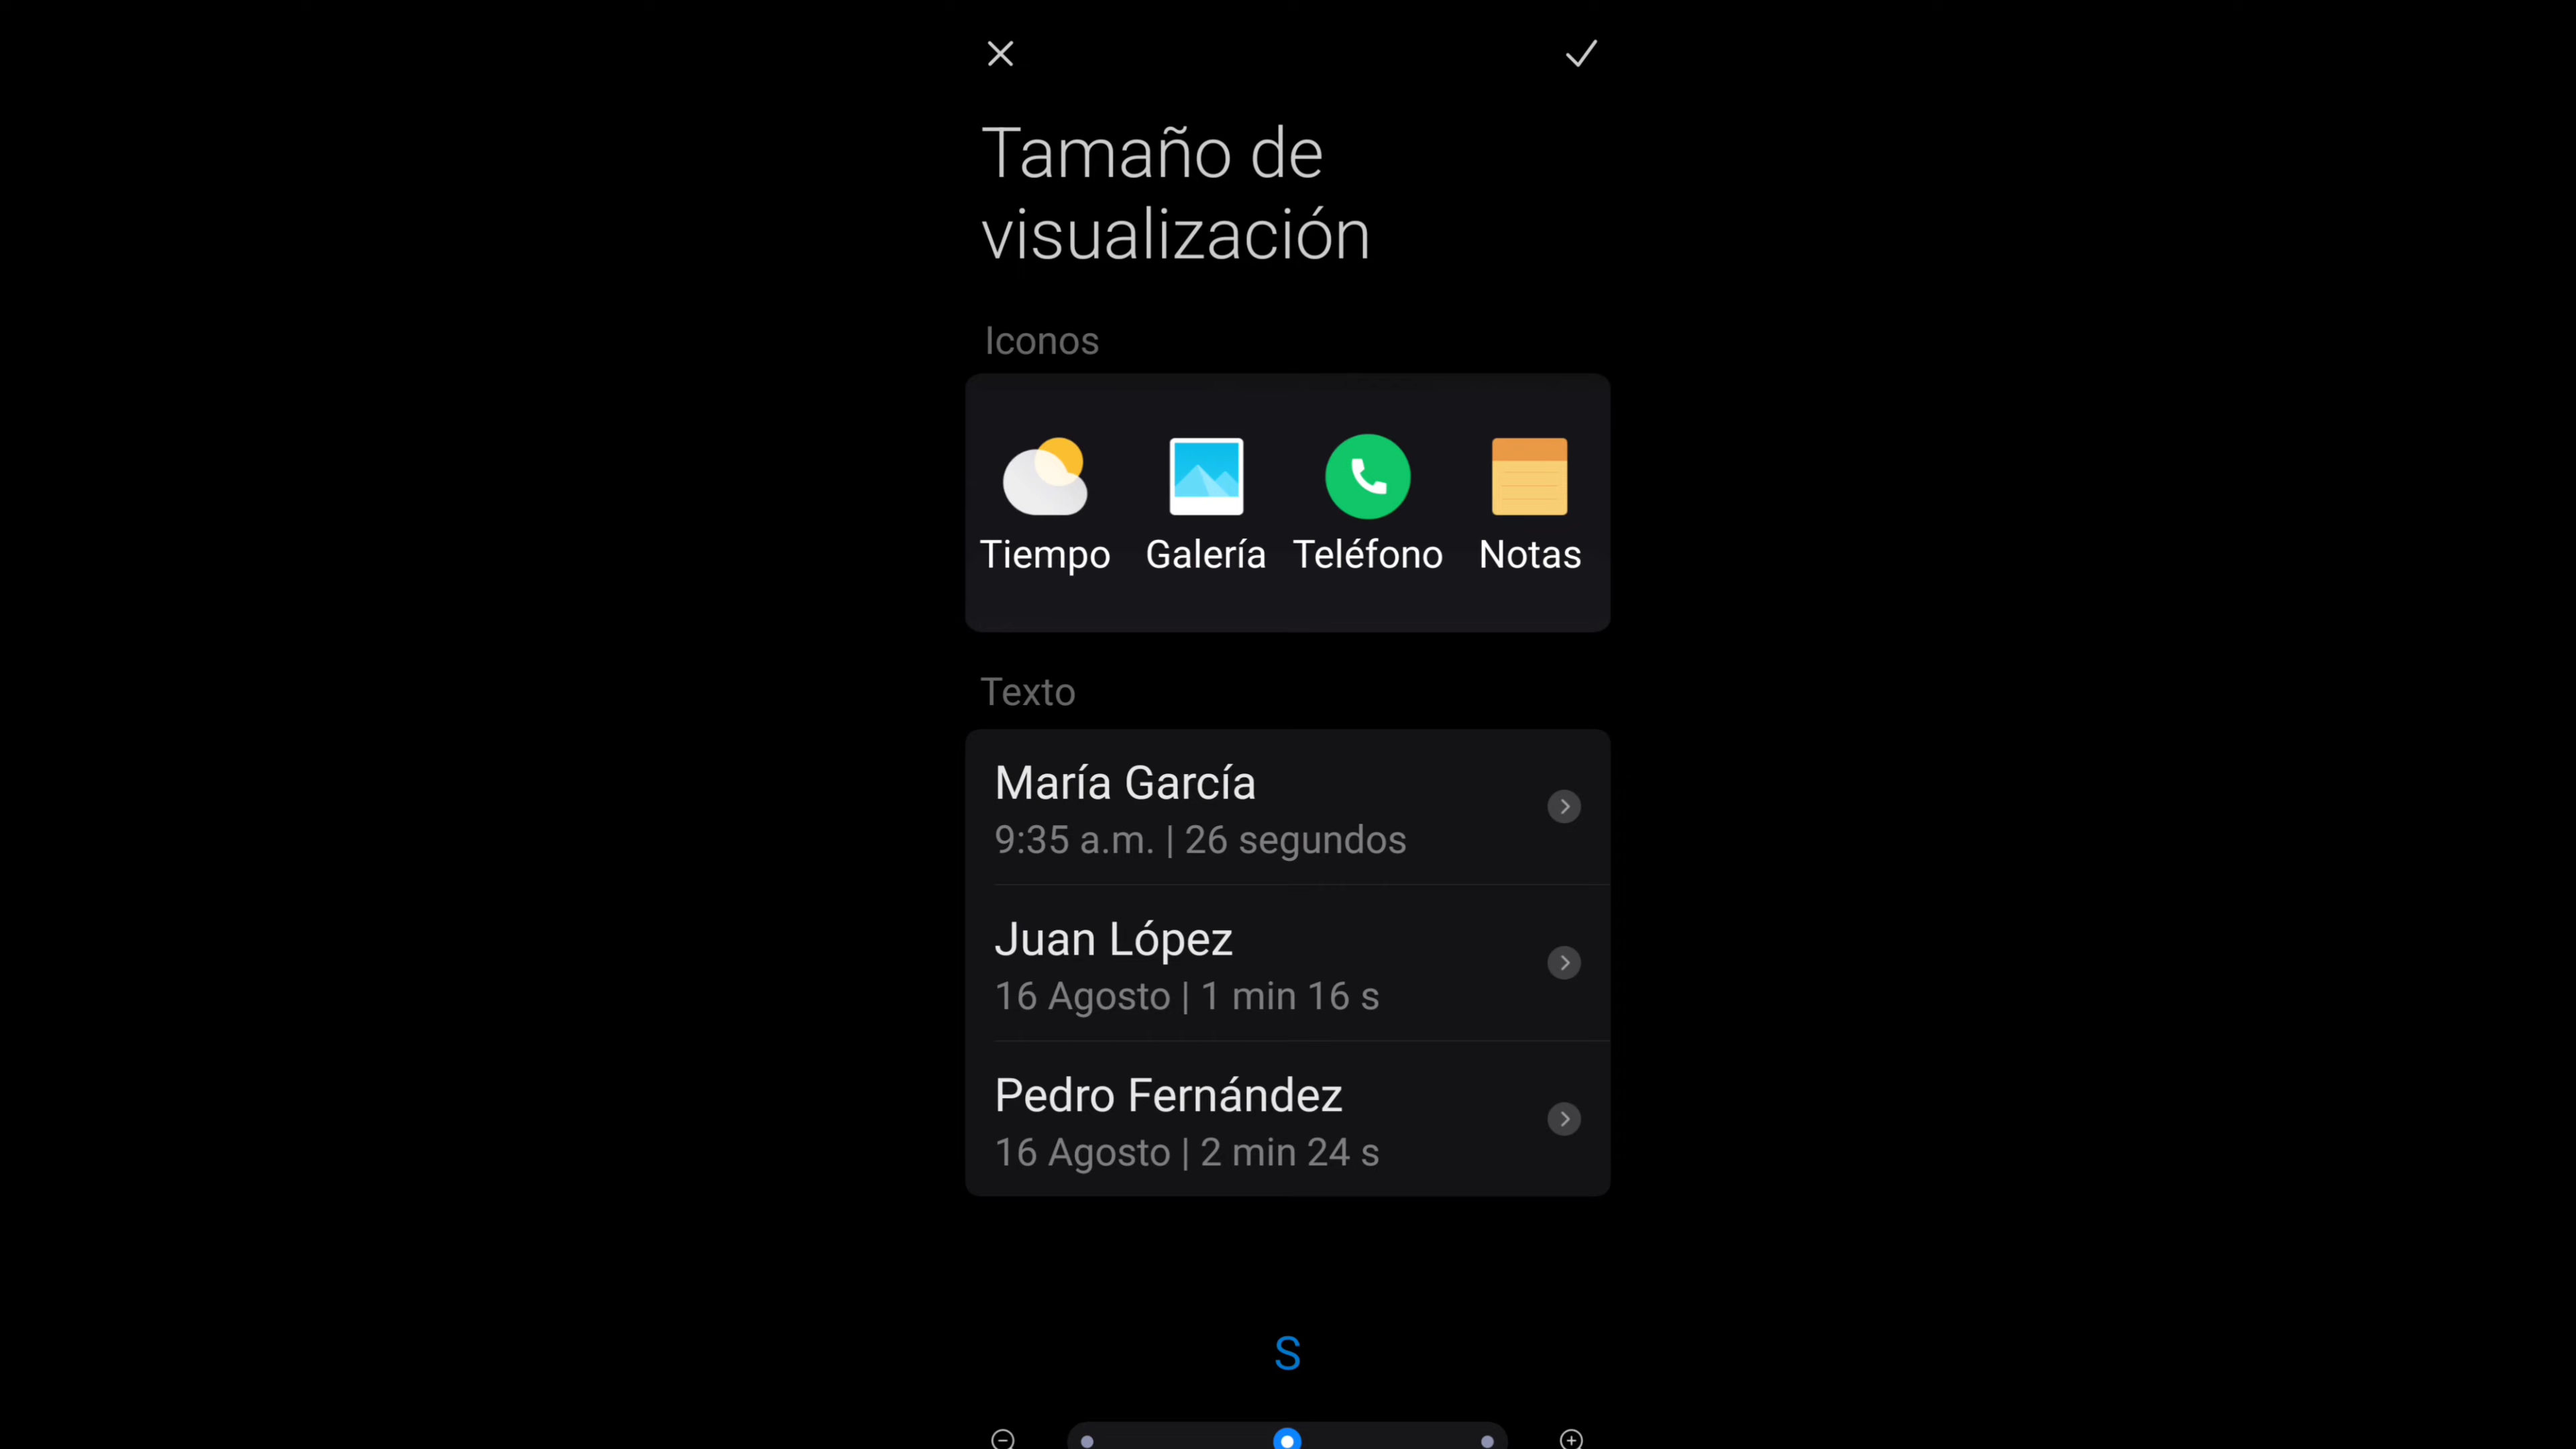 Tamaño de
visualización
Iconos
Tiempo Galería Teléfono Notas
Texto
María García
9:35 a.m. | 26 segundos
Juan López
16 Agosto | 1 min 16 s
Pedro Fernández
16 Agosto | 2 min 24 s
S